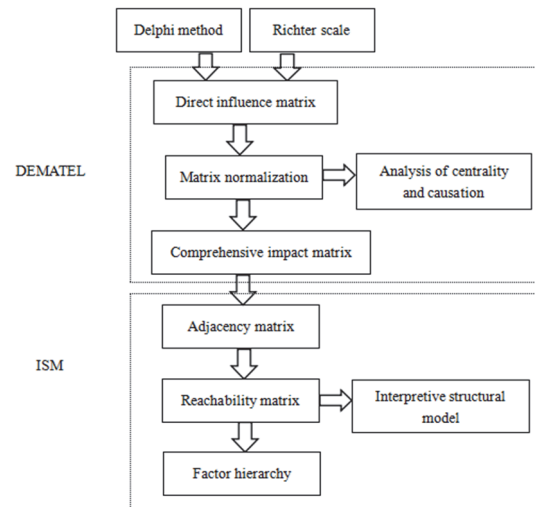 Delphi method
Richter scale
Direct influence matrix
DEMATEL
Matrix normalization
Analysis of centrality
and causation
Comprehensive impact matrix
Adjacency matrix
ISM
Reachability matrix
Interpretive structural
model
Factor hierarchy